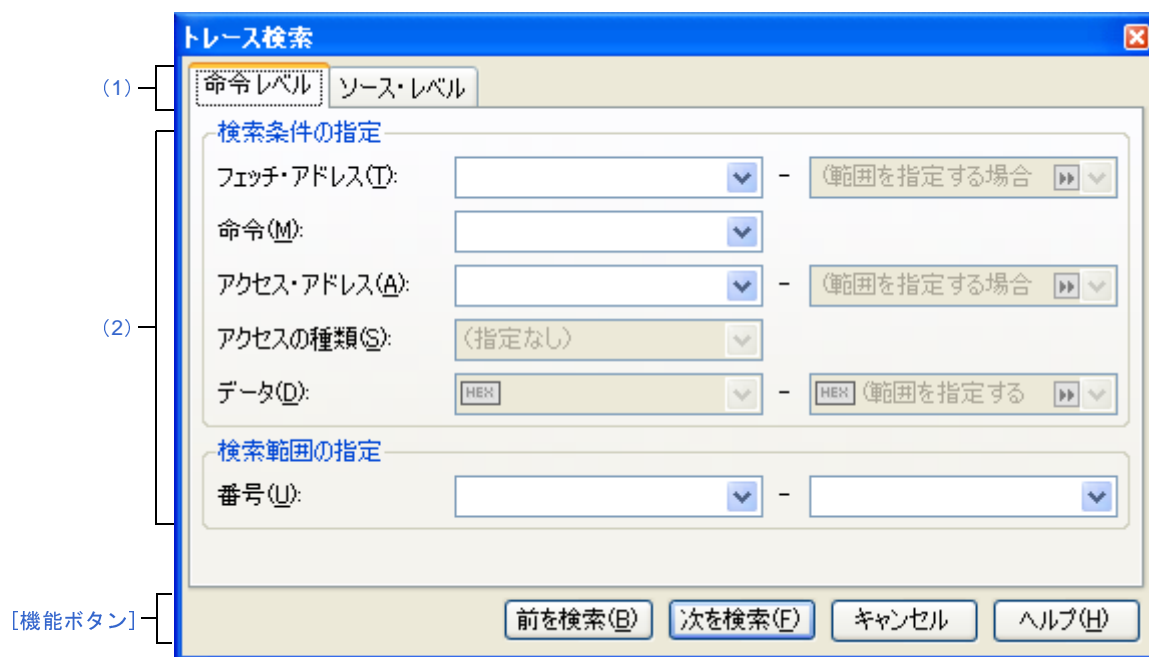 トレース検索
(1)
命令レベル ソース・レベル
検索条件の指定
フェッチ・アドレス(T): - (範囲を指定する場合
命令(M):
アクセス・アドレス(A): - (範囲を指定する場合
(2)
アクセスの種類(S): (指定なし)
データ(D): HEX - HEX (範囲を指定する
検索範囲の指定
番号(U): -
[機能ボタン]
前を検索(B) 次を検索(F) キャンセル ヘルプ(H)